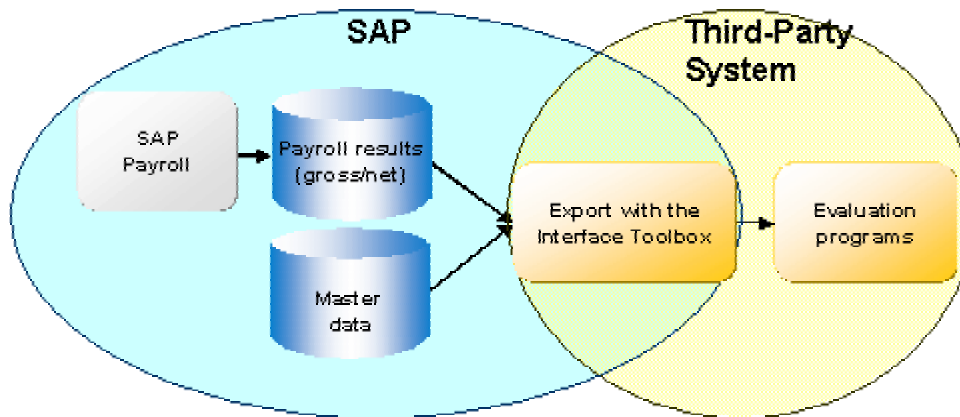 SAP
Third-Party
System
SAP
Payroll
Payroll results
(gross/net)
Export with the
Interface Toolbox
Evaluation
programs
Master
data